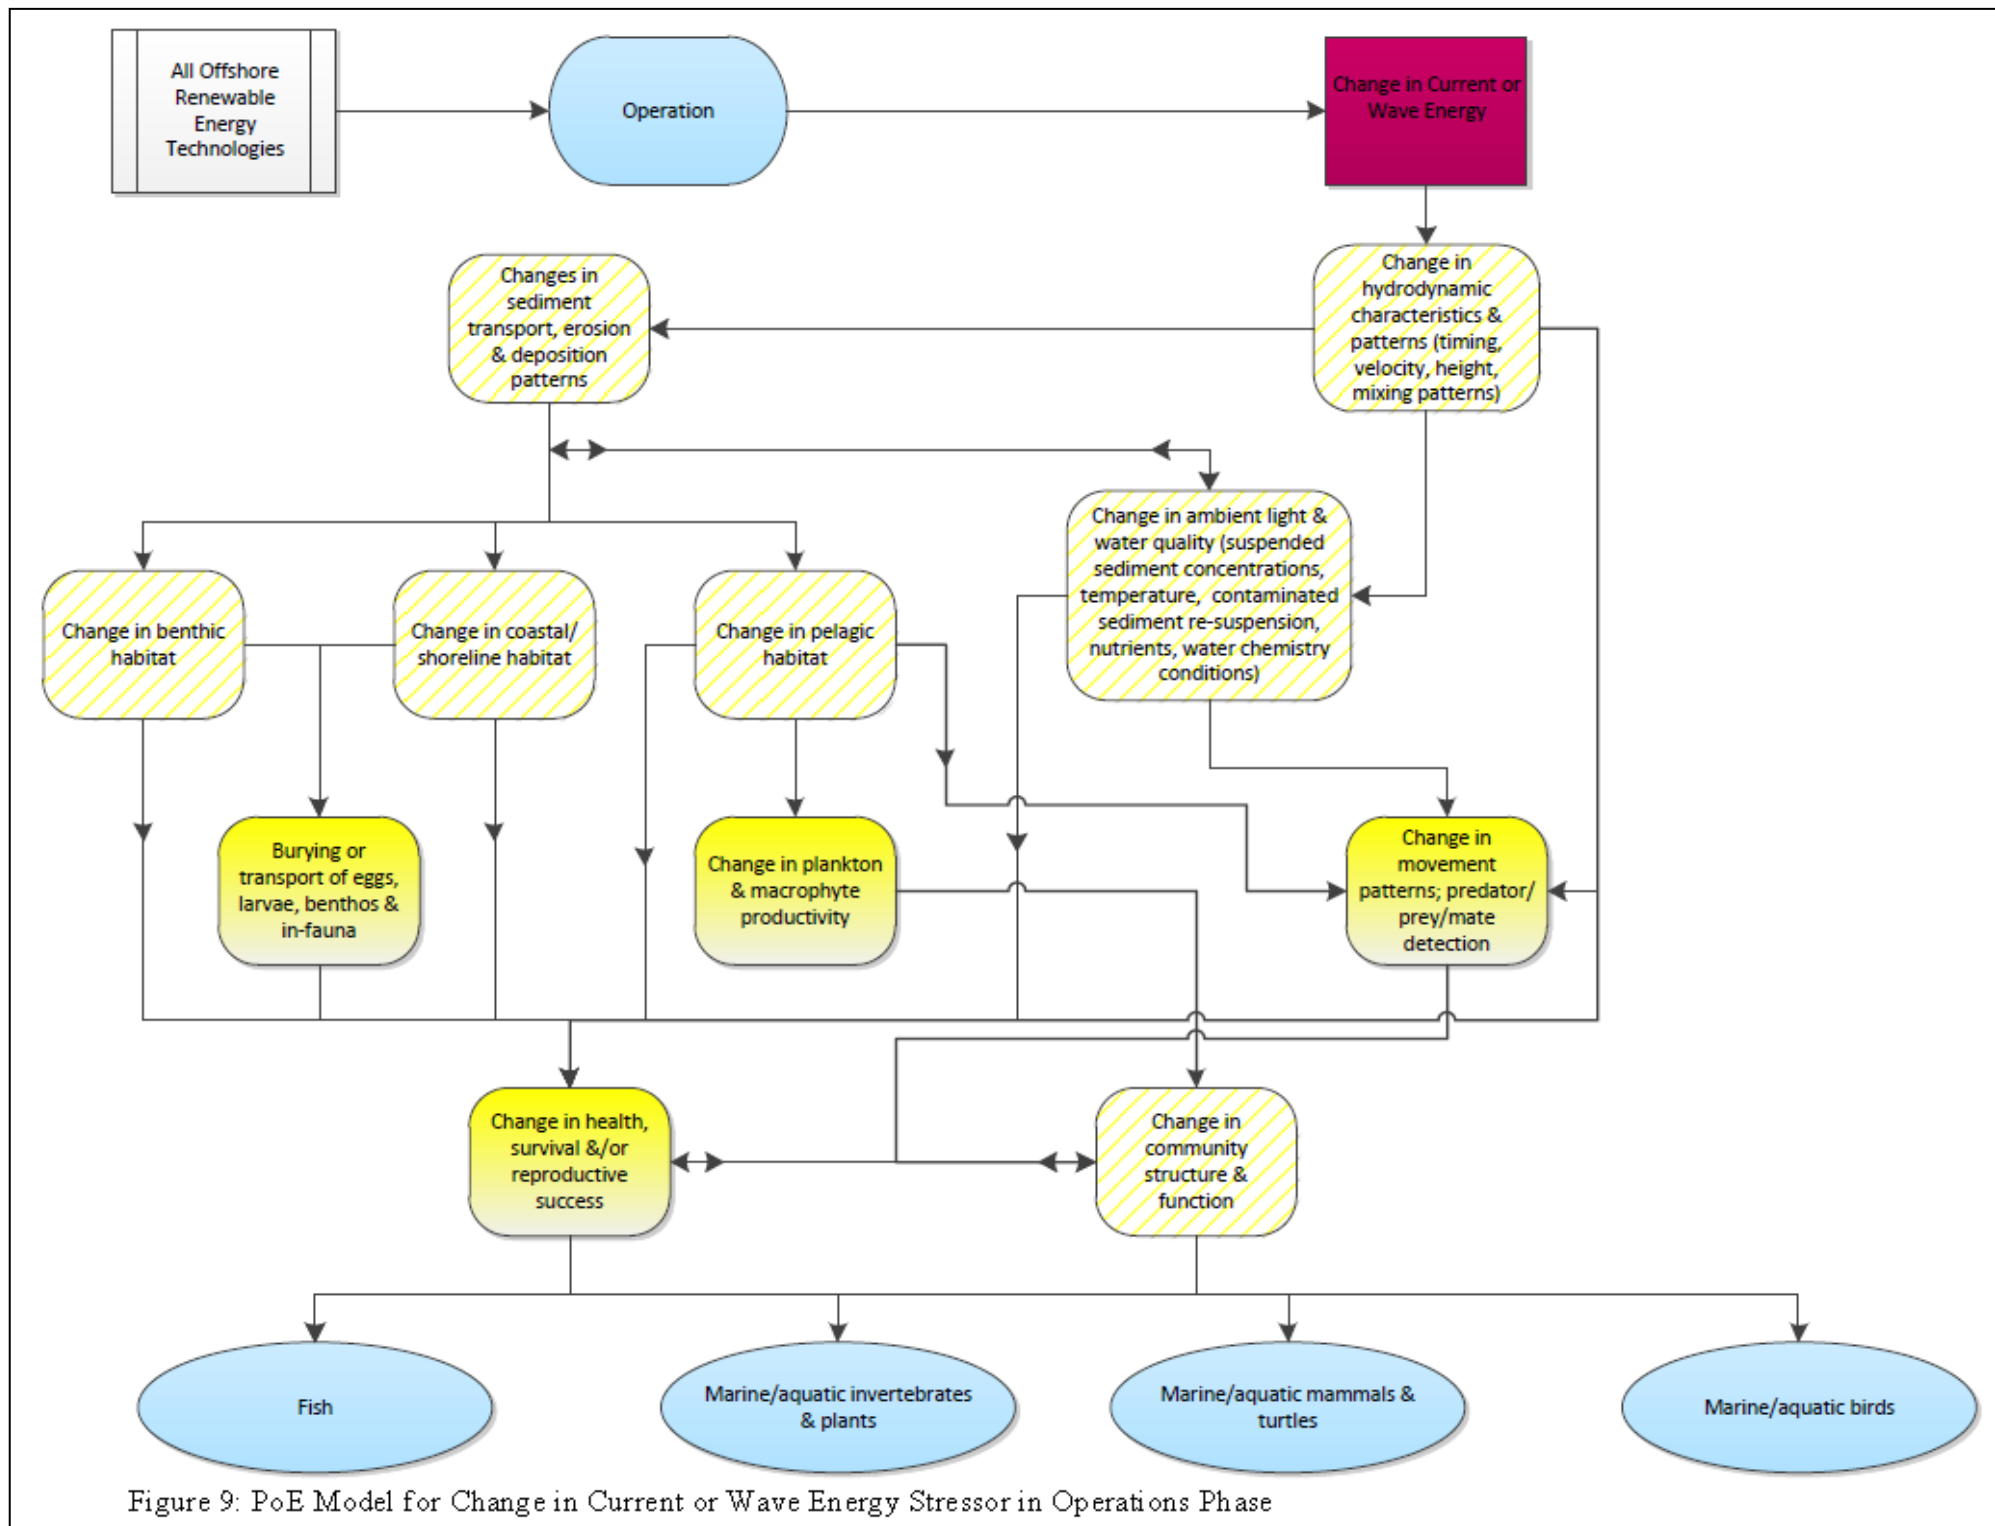 All Offshore
Renewable
Energy
Technologies
Operation
Change in Current or
Wave Energy
Changes in
sediment
transport, erosion
& deposition
patterns
Change in
hydrodynamic
characteristics &
patterns (timing,
velocity, height,
mixing patterns)
Change in ambient light &
water quality (suspended
sediment concentrations,
temperature, contaminated
sediment re-suspension,
nutrients, water chemistry
conditions)
Change in benthic
habitat
Change in coastal/
shoreline habitat
Change in pelagic
habitat
Burying or
transport of eggs,
larvae, benthos &
in-fauna
Change in plankton
& macrophyte
productivity
Change in
movement
patterns; predator/
prey/mate
detection
Change in health,
survival &/or
reproductive
success
Change in
community
structure &
function
Fish
Marine/aquatic invertebrates
& plants
Marine/aquatic mammals &
turtles
Marine/aquatic birds
Figure 9: PoE Model for Change in Current or Wave Energy Stressor in Operations Phase